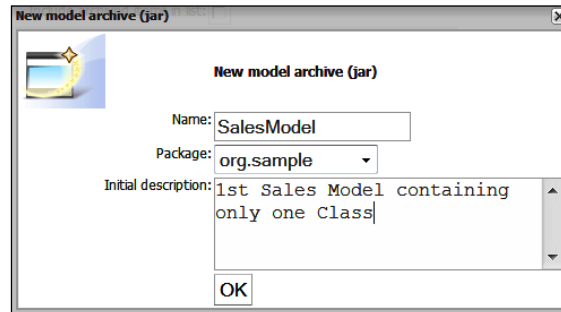 New model archive (jar)
New model archive (jar)
Name: SalesModel
Package: org.sample
Initial description: 1st Sales Model containing
only one Class
OK